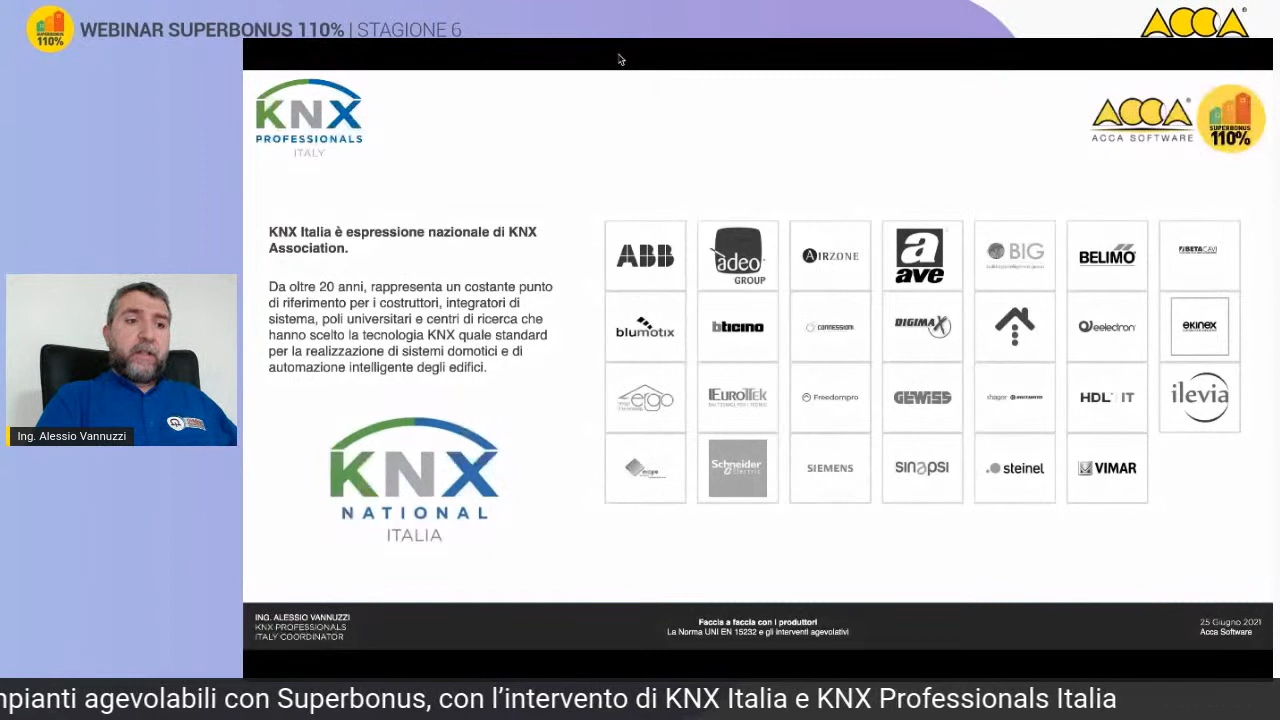 WEBINAR SUPERBONUS 110% | STAGIONE 6
SUPERBONUS
110%
ACCA
KNX
PROFESSIONALS
ITALY
ACCA
ACCA SOFTWARE
SUPERBONUS
110%
KNX Italia è espressione nazionale di KNX
Association.
Da oltre 20 anni, rappresenta un costante punto
di riferimento per i costruttori, integratori di
sistema, poli universitari e centri di ricerca che
hanno scelto la tecnologia KNX quale standard
per la realizzazione di sistemi domotici e di
automazione intelligente degli edifici.
KNX
NATIONAL
ITALIA
ABB
adeo
GROUP
AIRZONE
a
ave
BIG
BELIMO
BETACAVI
blumotix
bticino
CONNESSIONI
DIGIMAX
eelectron
ekinex
ergo
EUROTEK
Freedompro
GEWISS
:hager
HDL IT
ilevia
Schneider
Electric
SIEMENS
sinapsi
steinel
VIMAR
Ing. Alessio Vannuzzi
ING. ALESSIO VANNUZZI
KNX PROFESSIONALS
ITALY COORDINATOR
Faccia a faccia con i produttori
La Norma UNI EN 15232 e gli interventi agevolativi
25 Giugno 2021
Acca Software
npianti agevolabili con Superbonus, con l’intervento di KNX Italia e KNX Professionals Italia